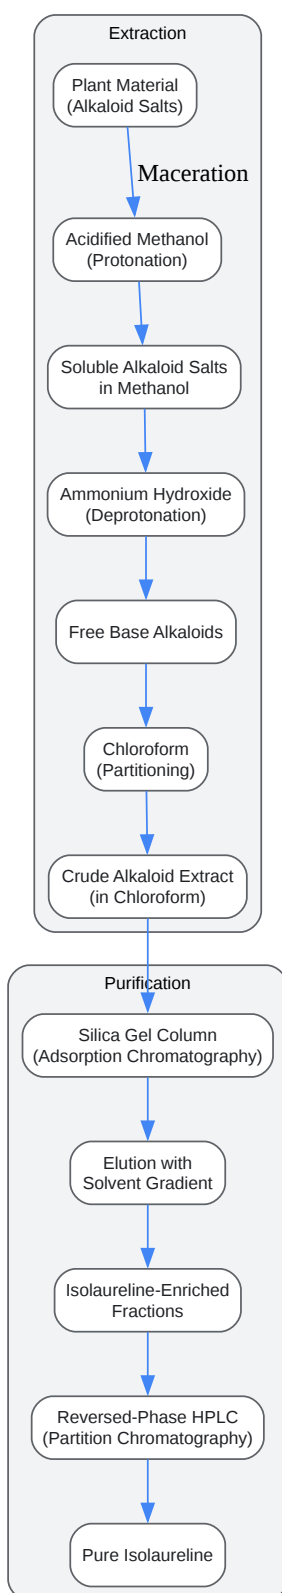 Extraction
Plant Material
(Alkaloid Salts)
Maceration
Acidified Methanol
(Protonation)
Soluble Alkaloid Salts
in Methanol
Ammonium Hydroxide
(Deprotonation)
Free Base Alkaloids
Chloroform
(Partitioning)
Crude Alkaloid Extract
(in Chloroform)
Purification
Silica Gel Column
(Adsorption Chromatography)
Elution with
Solvent Gradient
Isolaureline-Enriched
Fractions
Reversed-Phase HPLC
(Partition Chromatography)
Pure Isolaureline